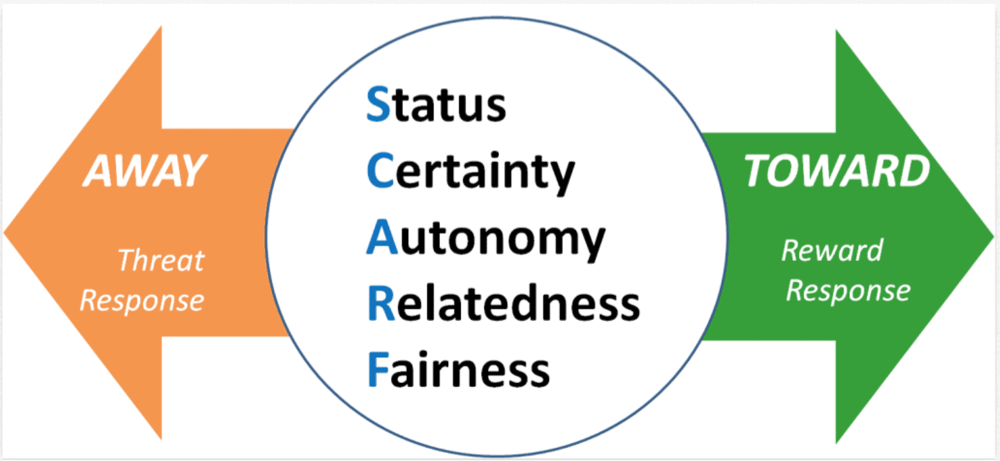 AWAY
Threat
Response
Status
Certainty
Autonomy
Relatedness
Fairness
TOWARD
Reward
Response